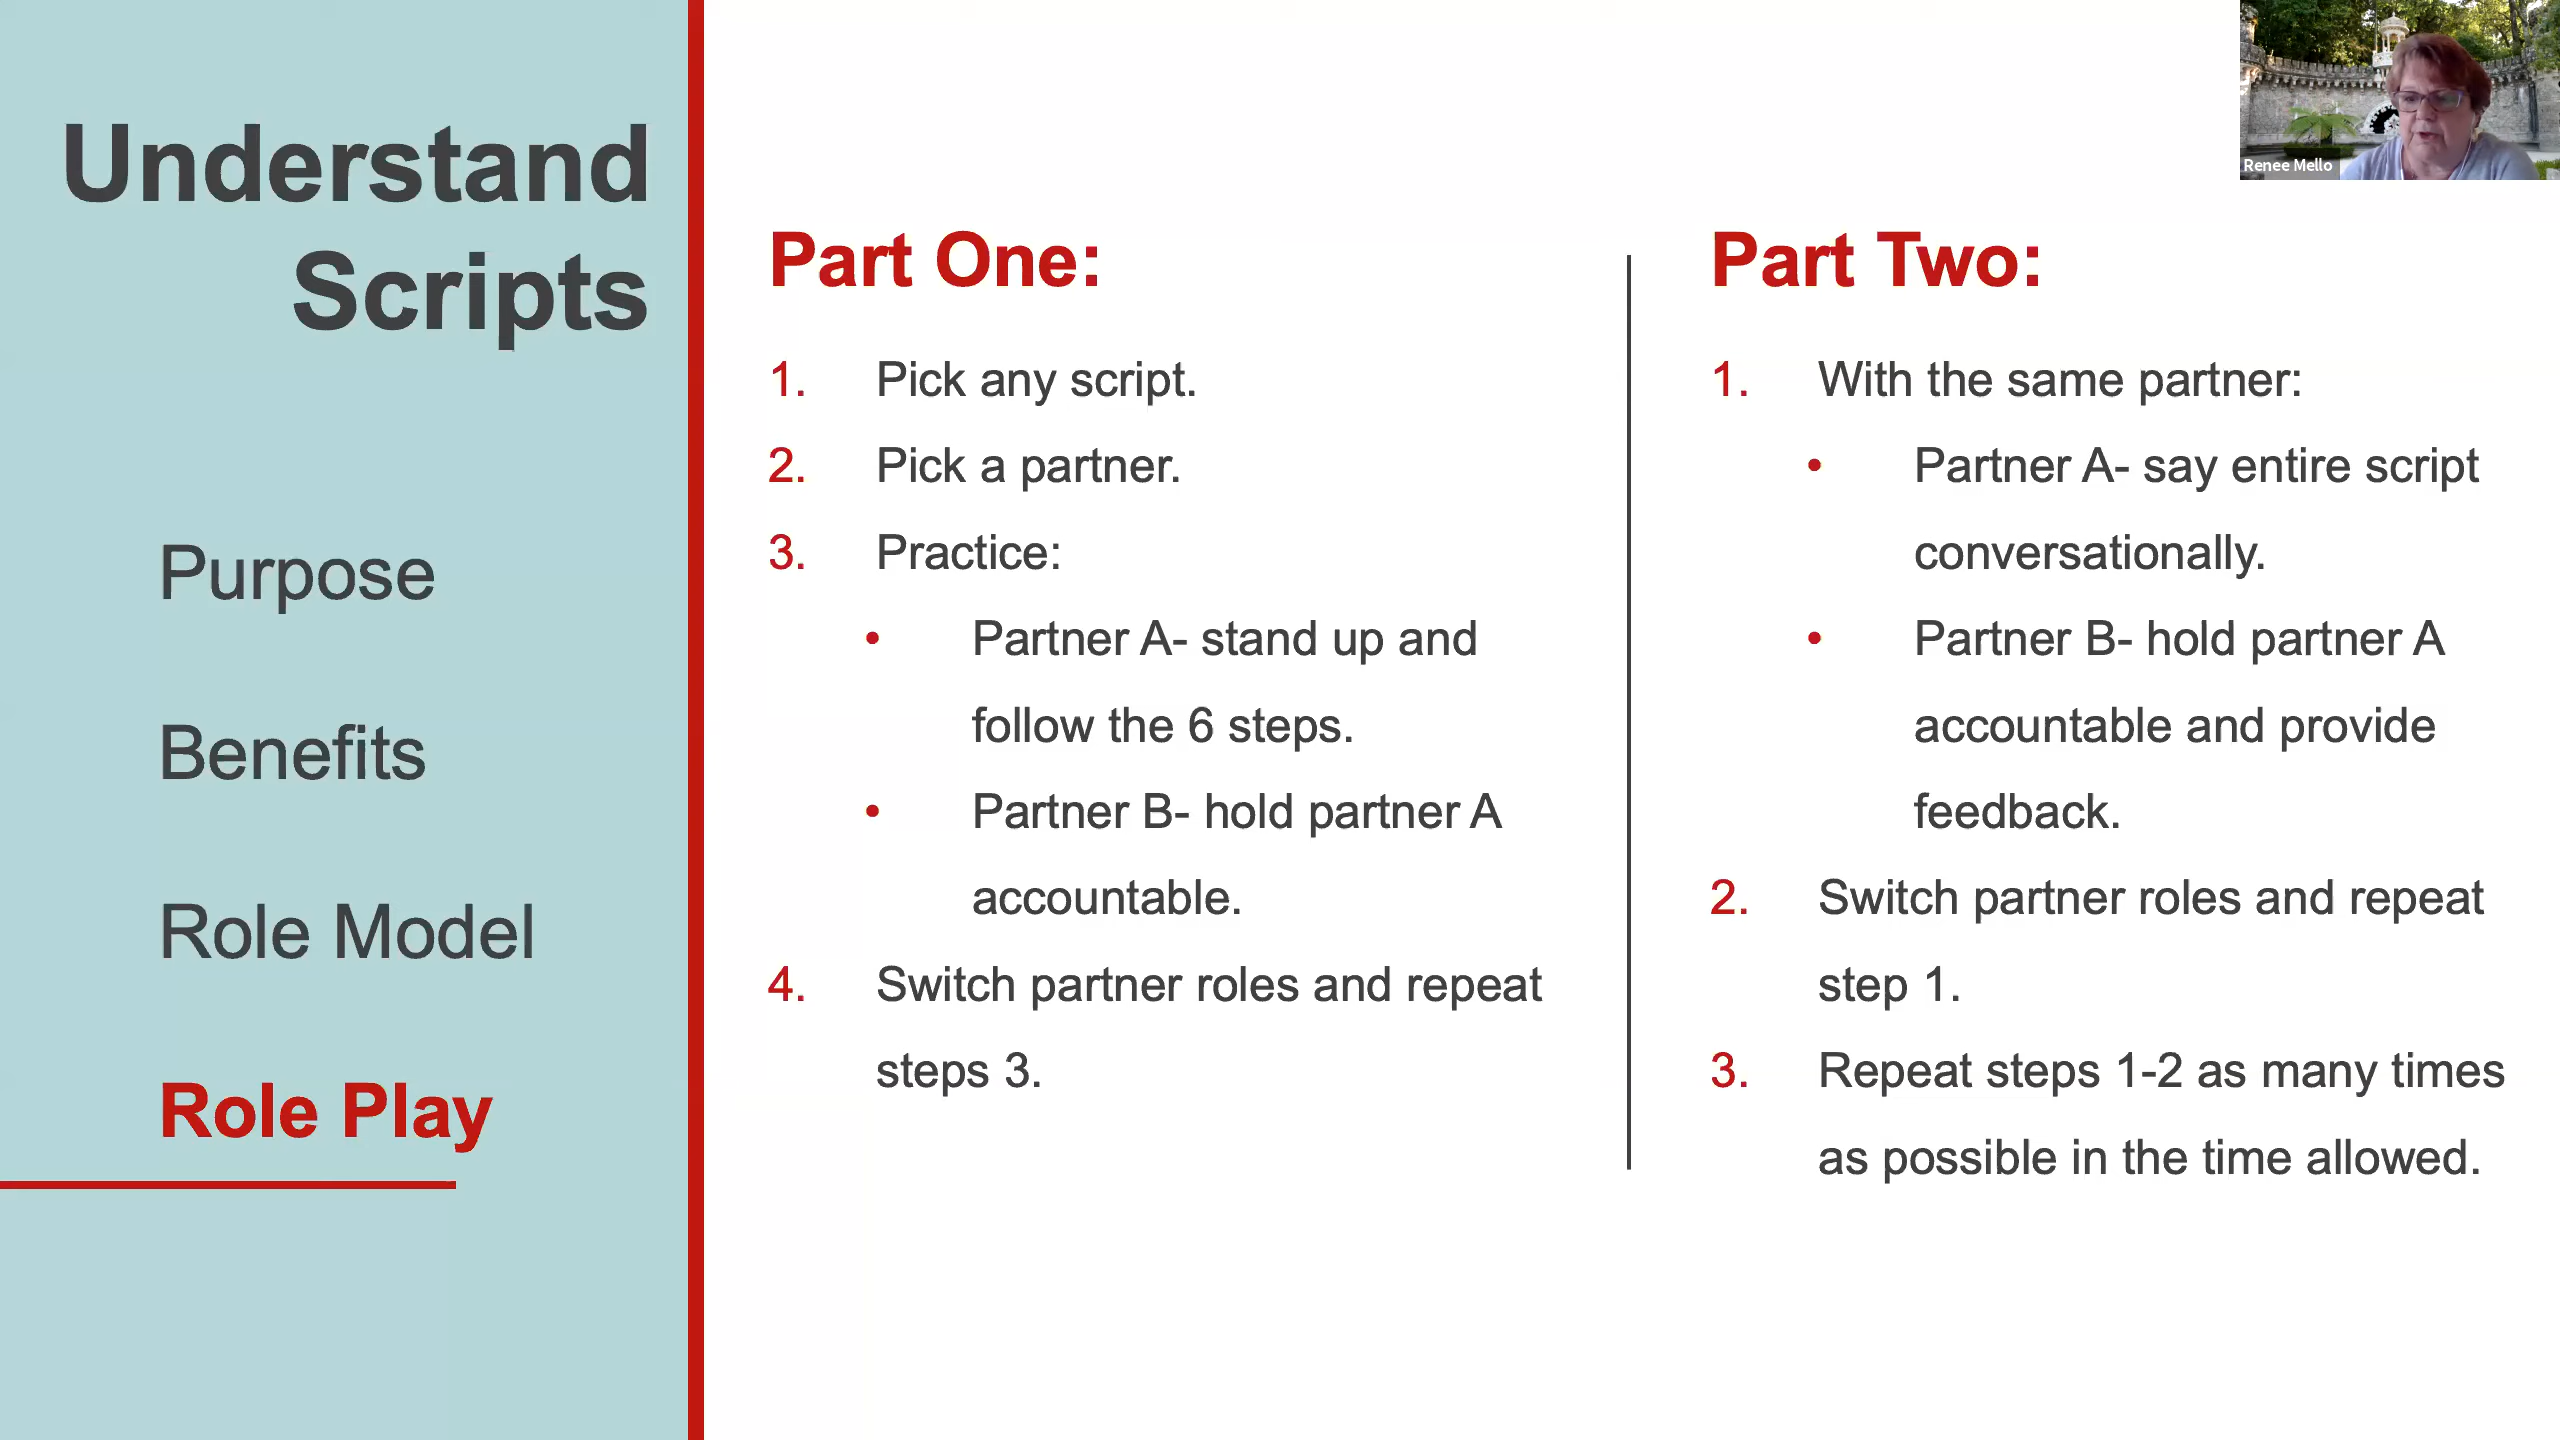 Understand
Scripts
Purpose
Benefits
Role Model
Role Play
Part One:
1. Pick any script.
2. Pick a partner.
3. Practice:
• Partner A- stand up and
follow the 6 steps.
• Partner B- hold partner A
accountable.
4. Switch partner roles and repeat
steps 3.
Part Two:
1. With the same partner:
• Partner A- say entire script
conversationally.
• Partner B- hold partner A
accountable and provide
feedback.
2. Switch partner roles and repeat
step 1.
3. Repeat steps 1-2 as many times
as possible in the time allowed.
Renee Mello